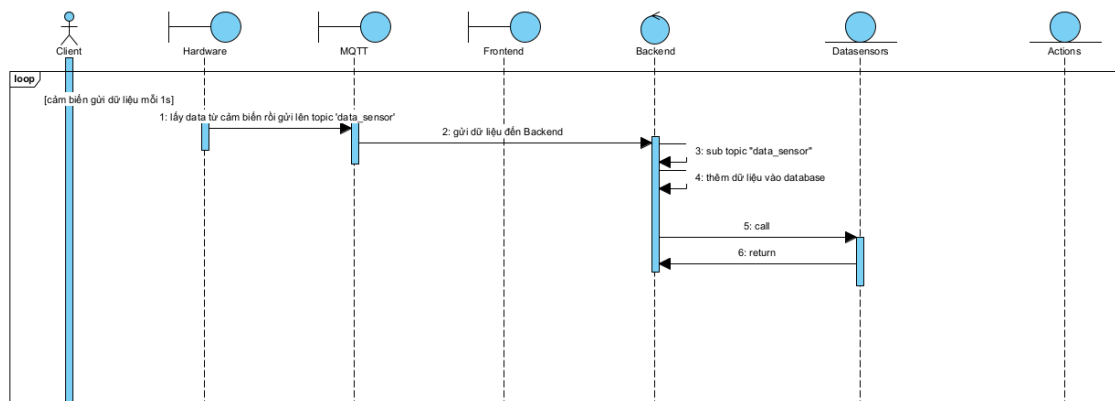 Client
Hardware
MQTT
Frontend
Backend
Datasensors
Actions
loop
[cảm biến gửi dữ liệu mỗi 1s]
1: lấy data từ cảm biến rồi gửi lên topic 'data_sensor'
2: gửi dữ liệu đến Backend
3: sub topic "data_sensor"
4: thêm dữ liệu vào database
5: call
6: return